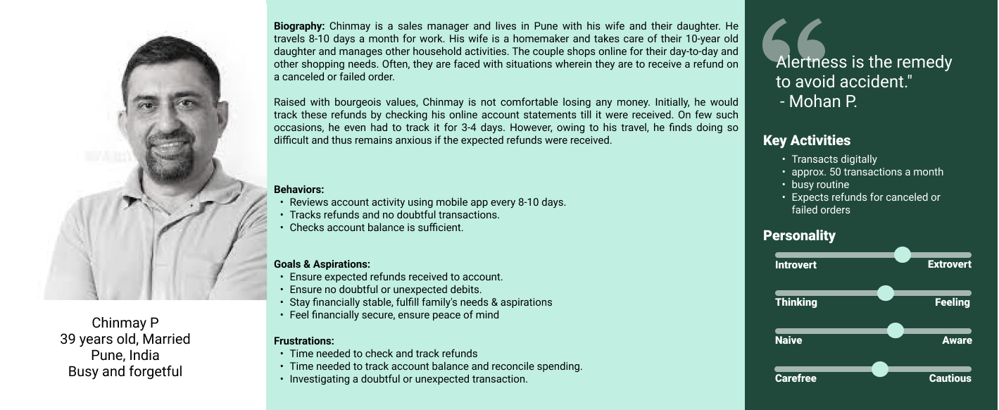 Chinmay P
39 years old, Married
Pune, India
Busy and forgetful
Biography: Chinmay is a sales manager and lives in Pune with his wife and their daughter. He
travels 8-10 days a month for work. His wife is a homemaker and takes care of their 10-year old
daughter and manages other household activities. The couple shops online for their day-to-day and
other shopping needs. Often, they are faced with situations wherein they are to receive a refund on
a canceled or failed order.
Raised with bourgeois values, Chinmay is not comfortable losing any money. Initially, he would
track these refunds by checking his online account statements till it were received. On few such
occasions, he even had to track it for 3-4 days. However, owing to his travel, he finds doing so
difficult and thus remains anxious if the expected refunds were received.
Behaviors:
• Reviews account activity using mobile app every 8-10 days.
• Tracks refunds and no doubtful transactions.
• Checks account balance is sufficient.
Goals & Aspirations:
• Ensure expected refunds received to account.
• Ensure no doubtful or unexpected debits.
• Stay financially stable, fulfill family's needs & aspirations
• Feel financially secure, ensure peace of mind
Frustrations:
• Time needed to check and track refunds
• Time needed to track account balance and reconcile spending.
• Investigating a doubtful or unexpected transaction.
“
Alertness is the remedy
to avoid accident."
- Mohan P.
Key Activities
• Transacts digitally
• approx. 50 transactions a month
• busy routine
• Expects refunds for canceled or
failed orders
Personality
Introvert Extrovert
Thinking Feeling
Naive Aware
Carefree Cautious